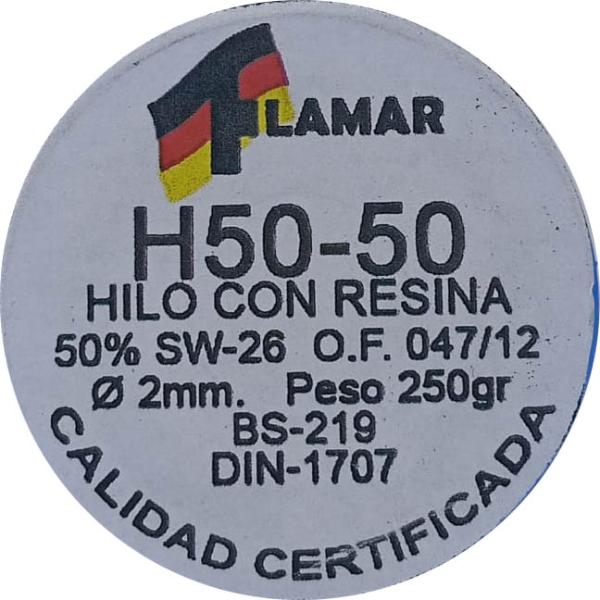 FLAMAR
H50-50
HILO CON RESINA
50% SW-26 O.F. 047/12
Ø 2mm. Peso 250gr
BS-219
DIN-1707
CALIDAD CERTIFICADA